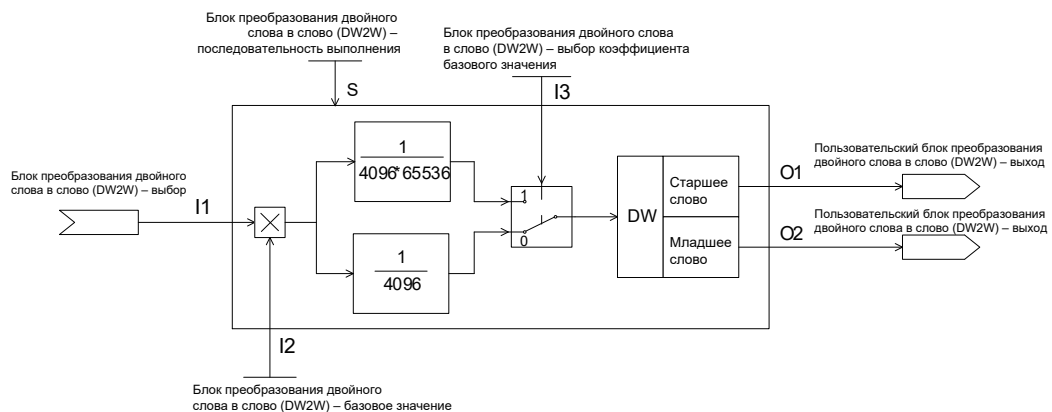 Блок преобразования двойного
слова в слово (DW2W) –
последовательность выполнения
S
Блок преобразования двойного слова
в слово (DW2W) – выбор коэффициента
базового значения
I3
Блок преобразования двойного
слова в слово (DW2W) – выбор
I1
1
4096*65536
1
4096
1
0
DW
Старшее
слово
Младшее
слово
O1
Пользовательский блок преобразования
двойного слова в слово (DW2W) – выход
O2
Пользовательский блок преобразования
двойного слова в слово (DW2W) – выход
I2
Блок преобразования двойного
слова в слово (DW2W) – базовое значение